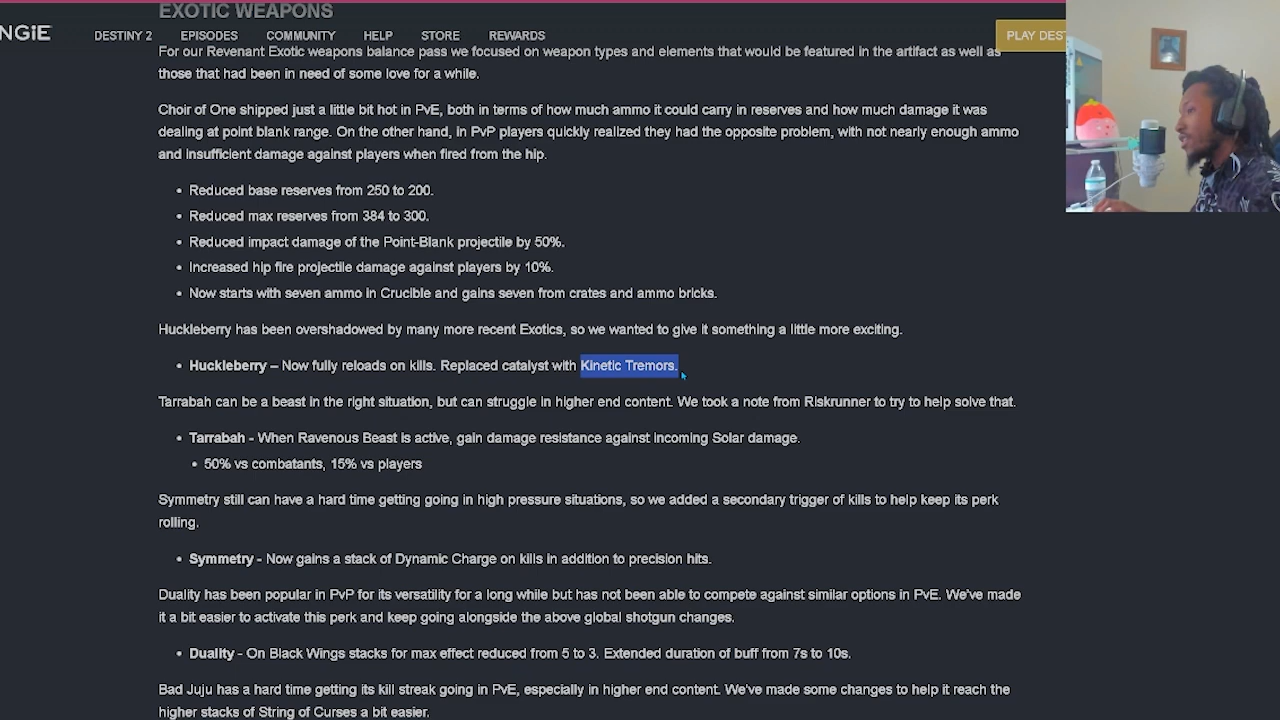 EXOTIC WEAPONS
NGiE DESTINY 2 EPISODES COMMUNITY HELP STORE REWARDS PLAY DEST
For our Revenant Exotic weapons balance pass we focused on weapon types and elements that would be featured in the artifact as well as
those that had been in need of some love for a while.
Choir of One shipped just a little bit hot in PvE, both in terms of how much ammo it could carry in reserves and how much damage it was
dealing at point blank range. On the other hand, in PvP players quickly realized they had the opposite problem, with not nearly enough ammo
and insufficient damage against players when fired from the hip.
• Reduced base reserves from 250 to 200.
• Reduced max reserves from 384 to 300.
• Reduced impact damage of the Point-Blank projectile by 50%.
• Increased hip fire projectile damage against players by 10%.
• Now starts with seven ammo in Crucible and gains seven from crates and ammo bricks.
Huckleberry has been overshadowed by many more recent Exotics, so we wanted to give it something a little more exciting.
• Huckleberry – Now fully reloads on kills. Replaced catalyst with Kinetic Tremors.
Tarrabah can be a beast in the right situation, but can struggle in higher end content. We took a note from Riskrunner to try to help solve that.
• Tarrabah - When Ravenous Beast is active, gain damage resistance against incoming Solar damage.
• 50% vs combatants, 15% vs players
Symmetry still can have a hard time getting going in high pressure situations, so we added a secondary trigger of kills to help keep its perk
rolling.
• Symmetry - Now gains a stack of Dynamic Charge on kills in addition to precision hits.
Duality has been popular in PvP for its versatility for a long while but has not been able to compete against similar options in PvE. We've made
it a bit easier to activate this perk and keep going alongside the above global shotgun changes.
• Duality - On Black Wings stacks for max effect reduced from 5 to 3. Extended duration of buff from 7s to 10s.
Bad Juju has a hard time getting its kill streak going in PvE, especially in higher end content. We've made some changes to help it reach the
higher stacks of String of Curses a bit easier.